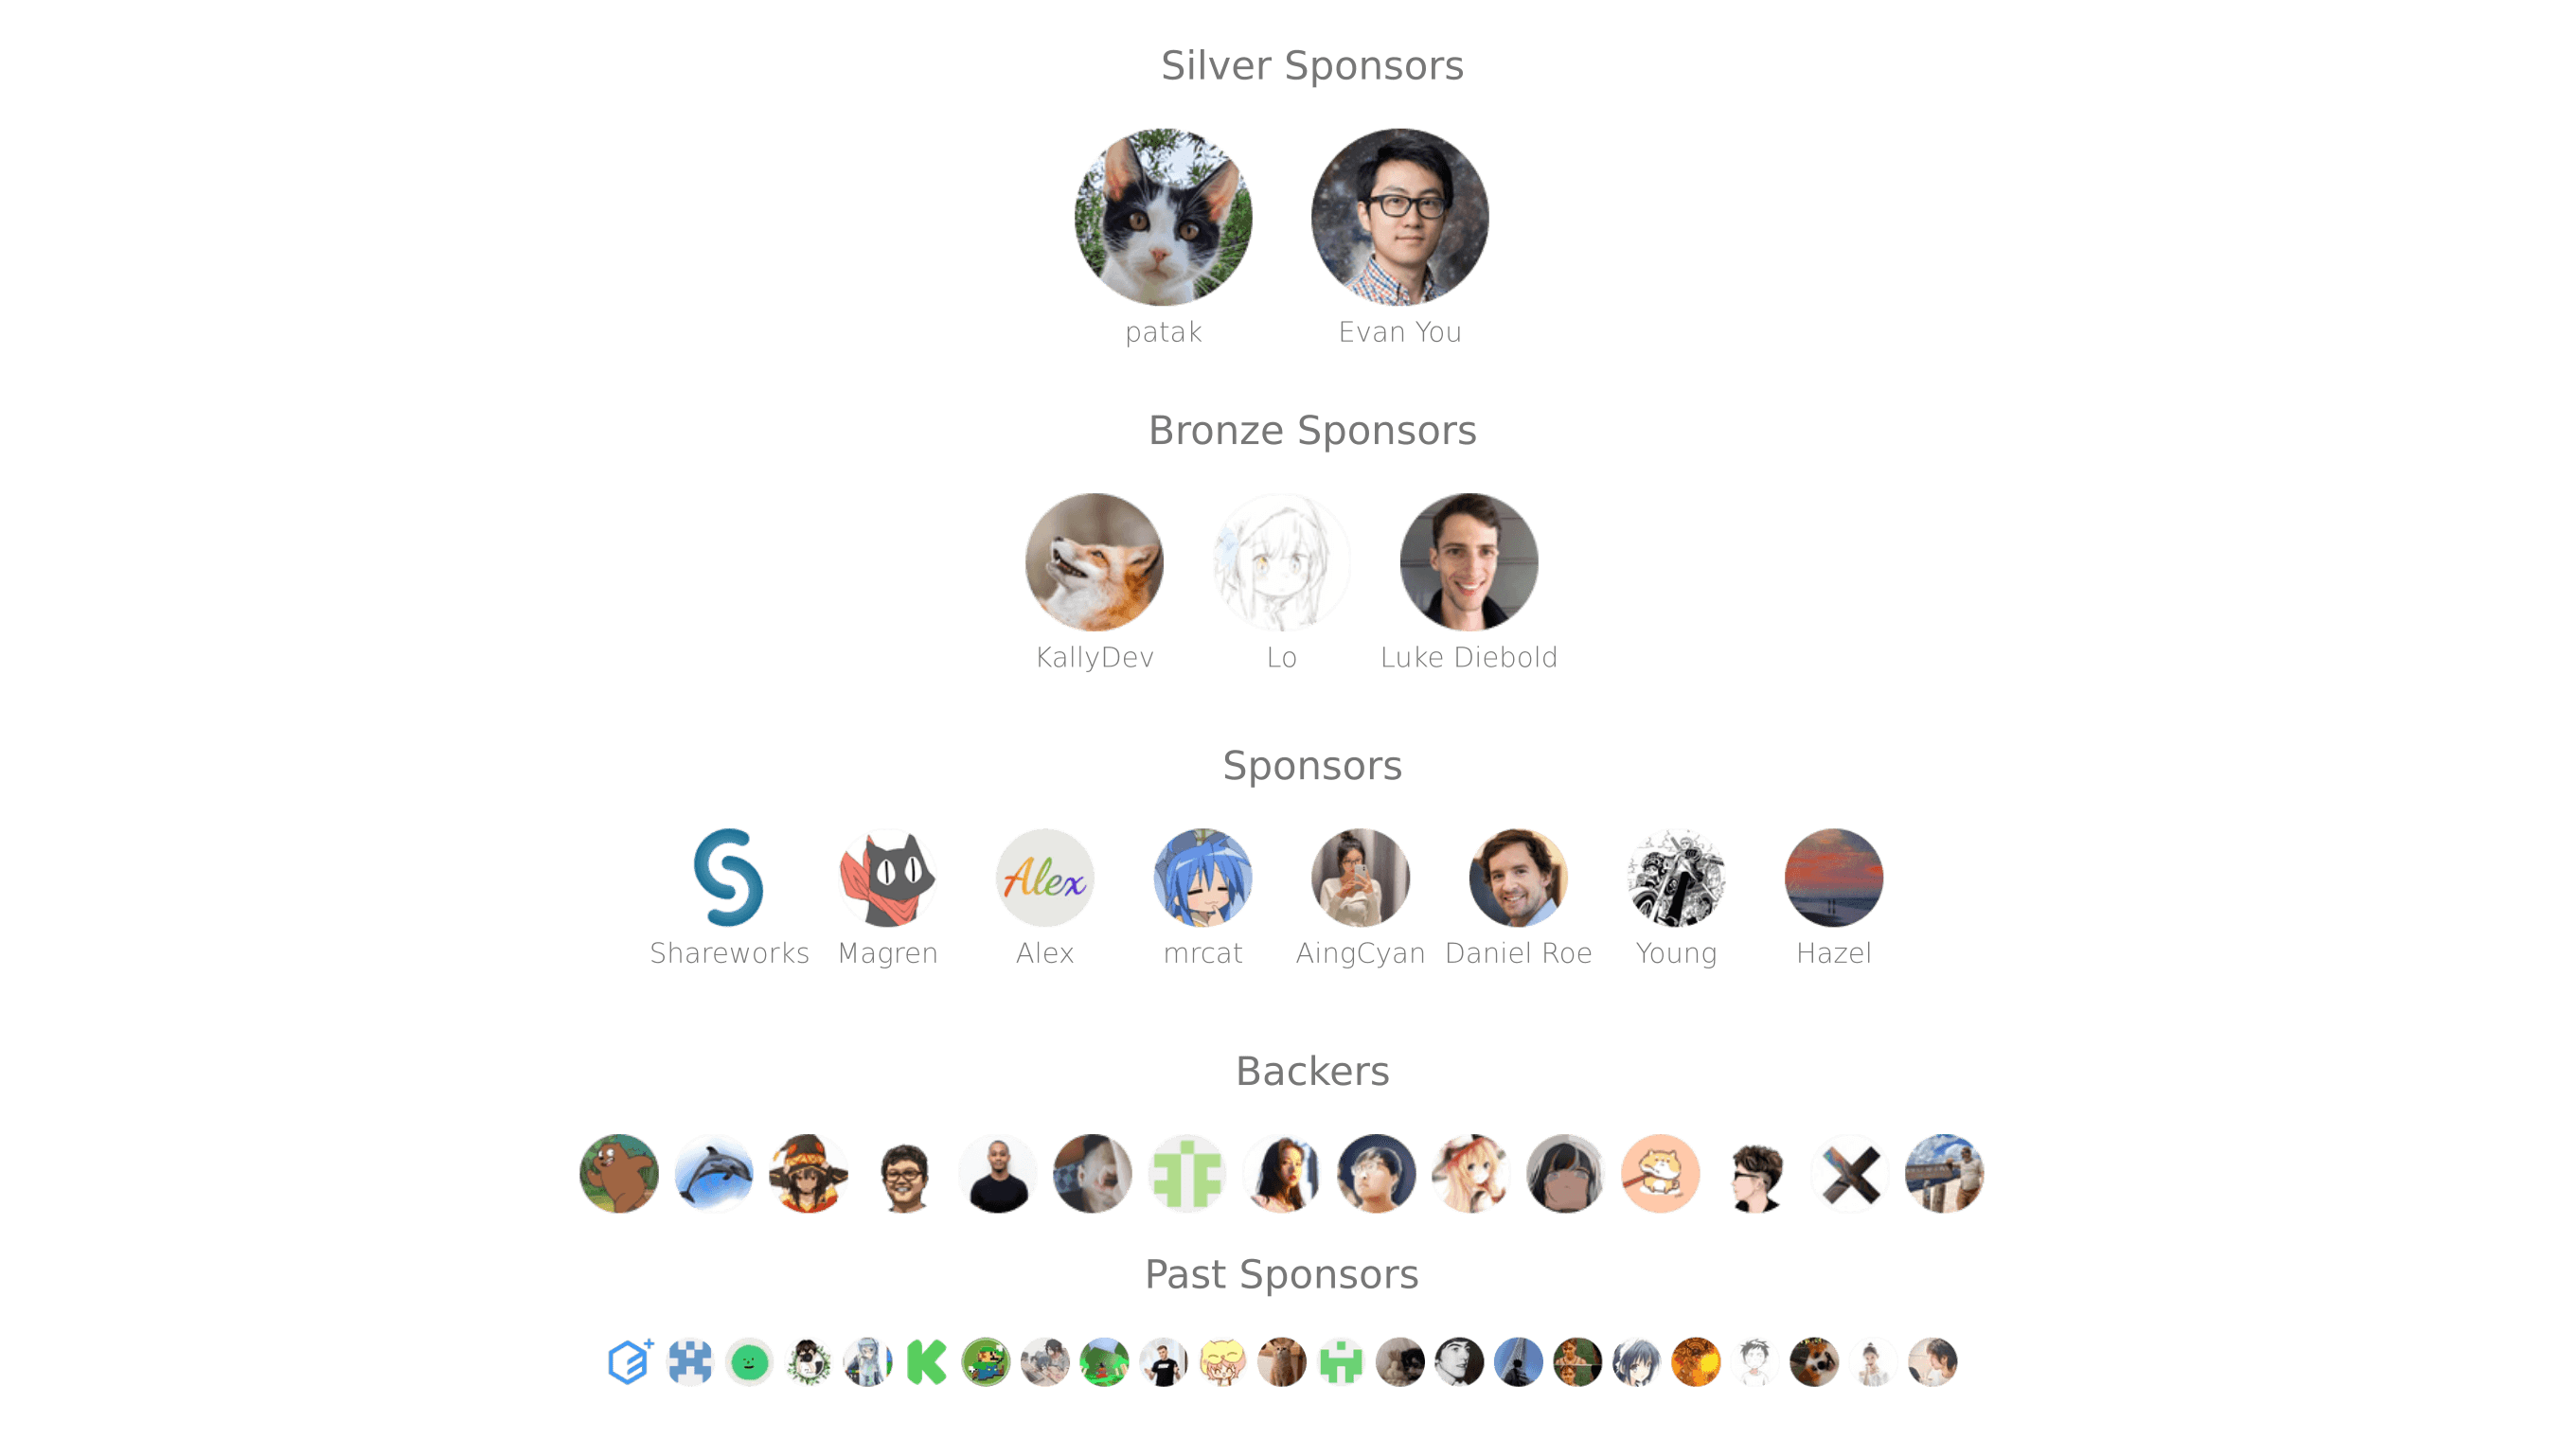 Silver Sponsors
patak Evan You
Bronze Sponsors
KallyDev Lo Luke Diebold
Sponsors
Alex
Shareworks Magren Alex mrcat AingCyan Daniel Roe Young Hazel
Backers
Past Sponsors